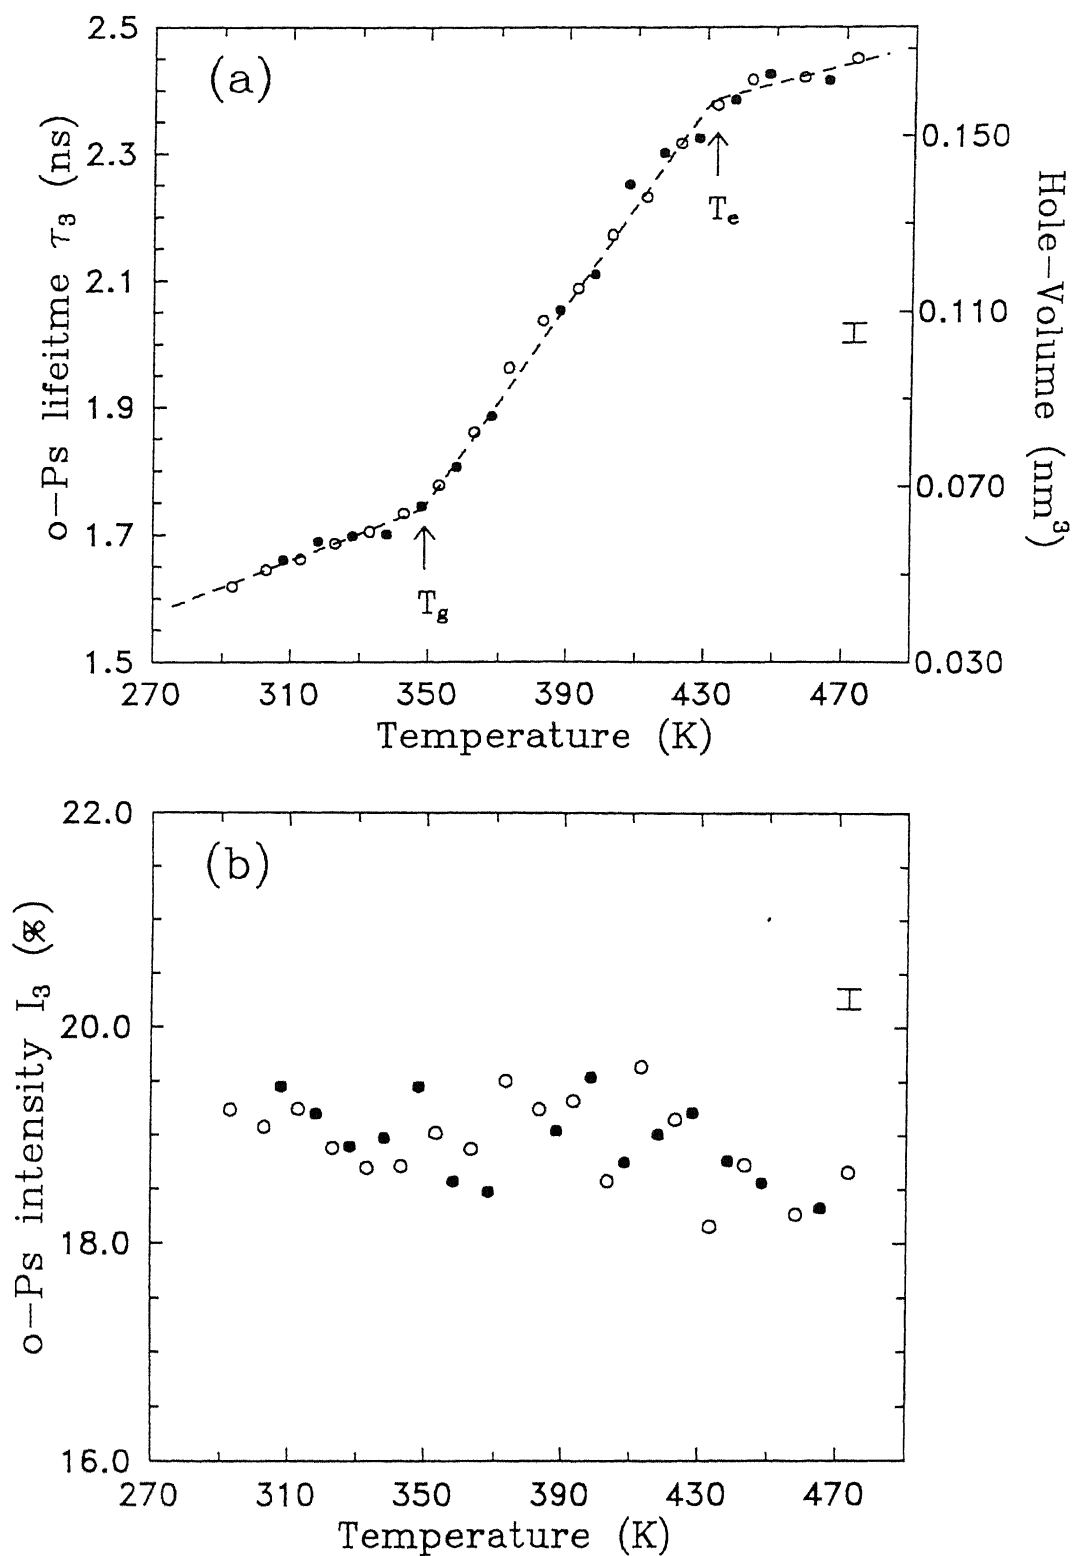 (a)
2.5
2.3
2.1
1.9
1.7
1.5
o-Ps lifeitme τ3 (ns)
0.150
0.110
0.070
0.030
Hole-Volume (nm³)
Te
Tg
270 310 350 390 430 470
Temperature (K)
(b)
22.0
20.0
18.0
16.0
o-Ps intensity I3 (%)
270 310 350 390 430 470
Temperature (K)